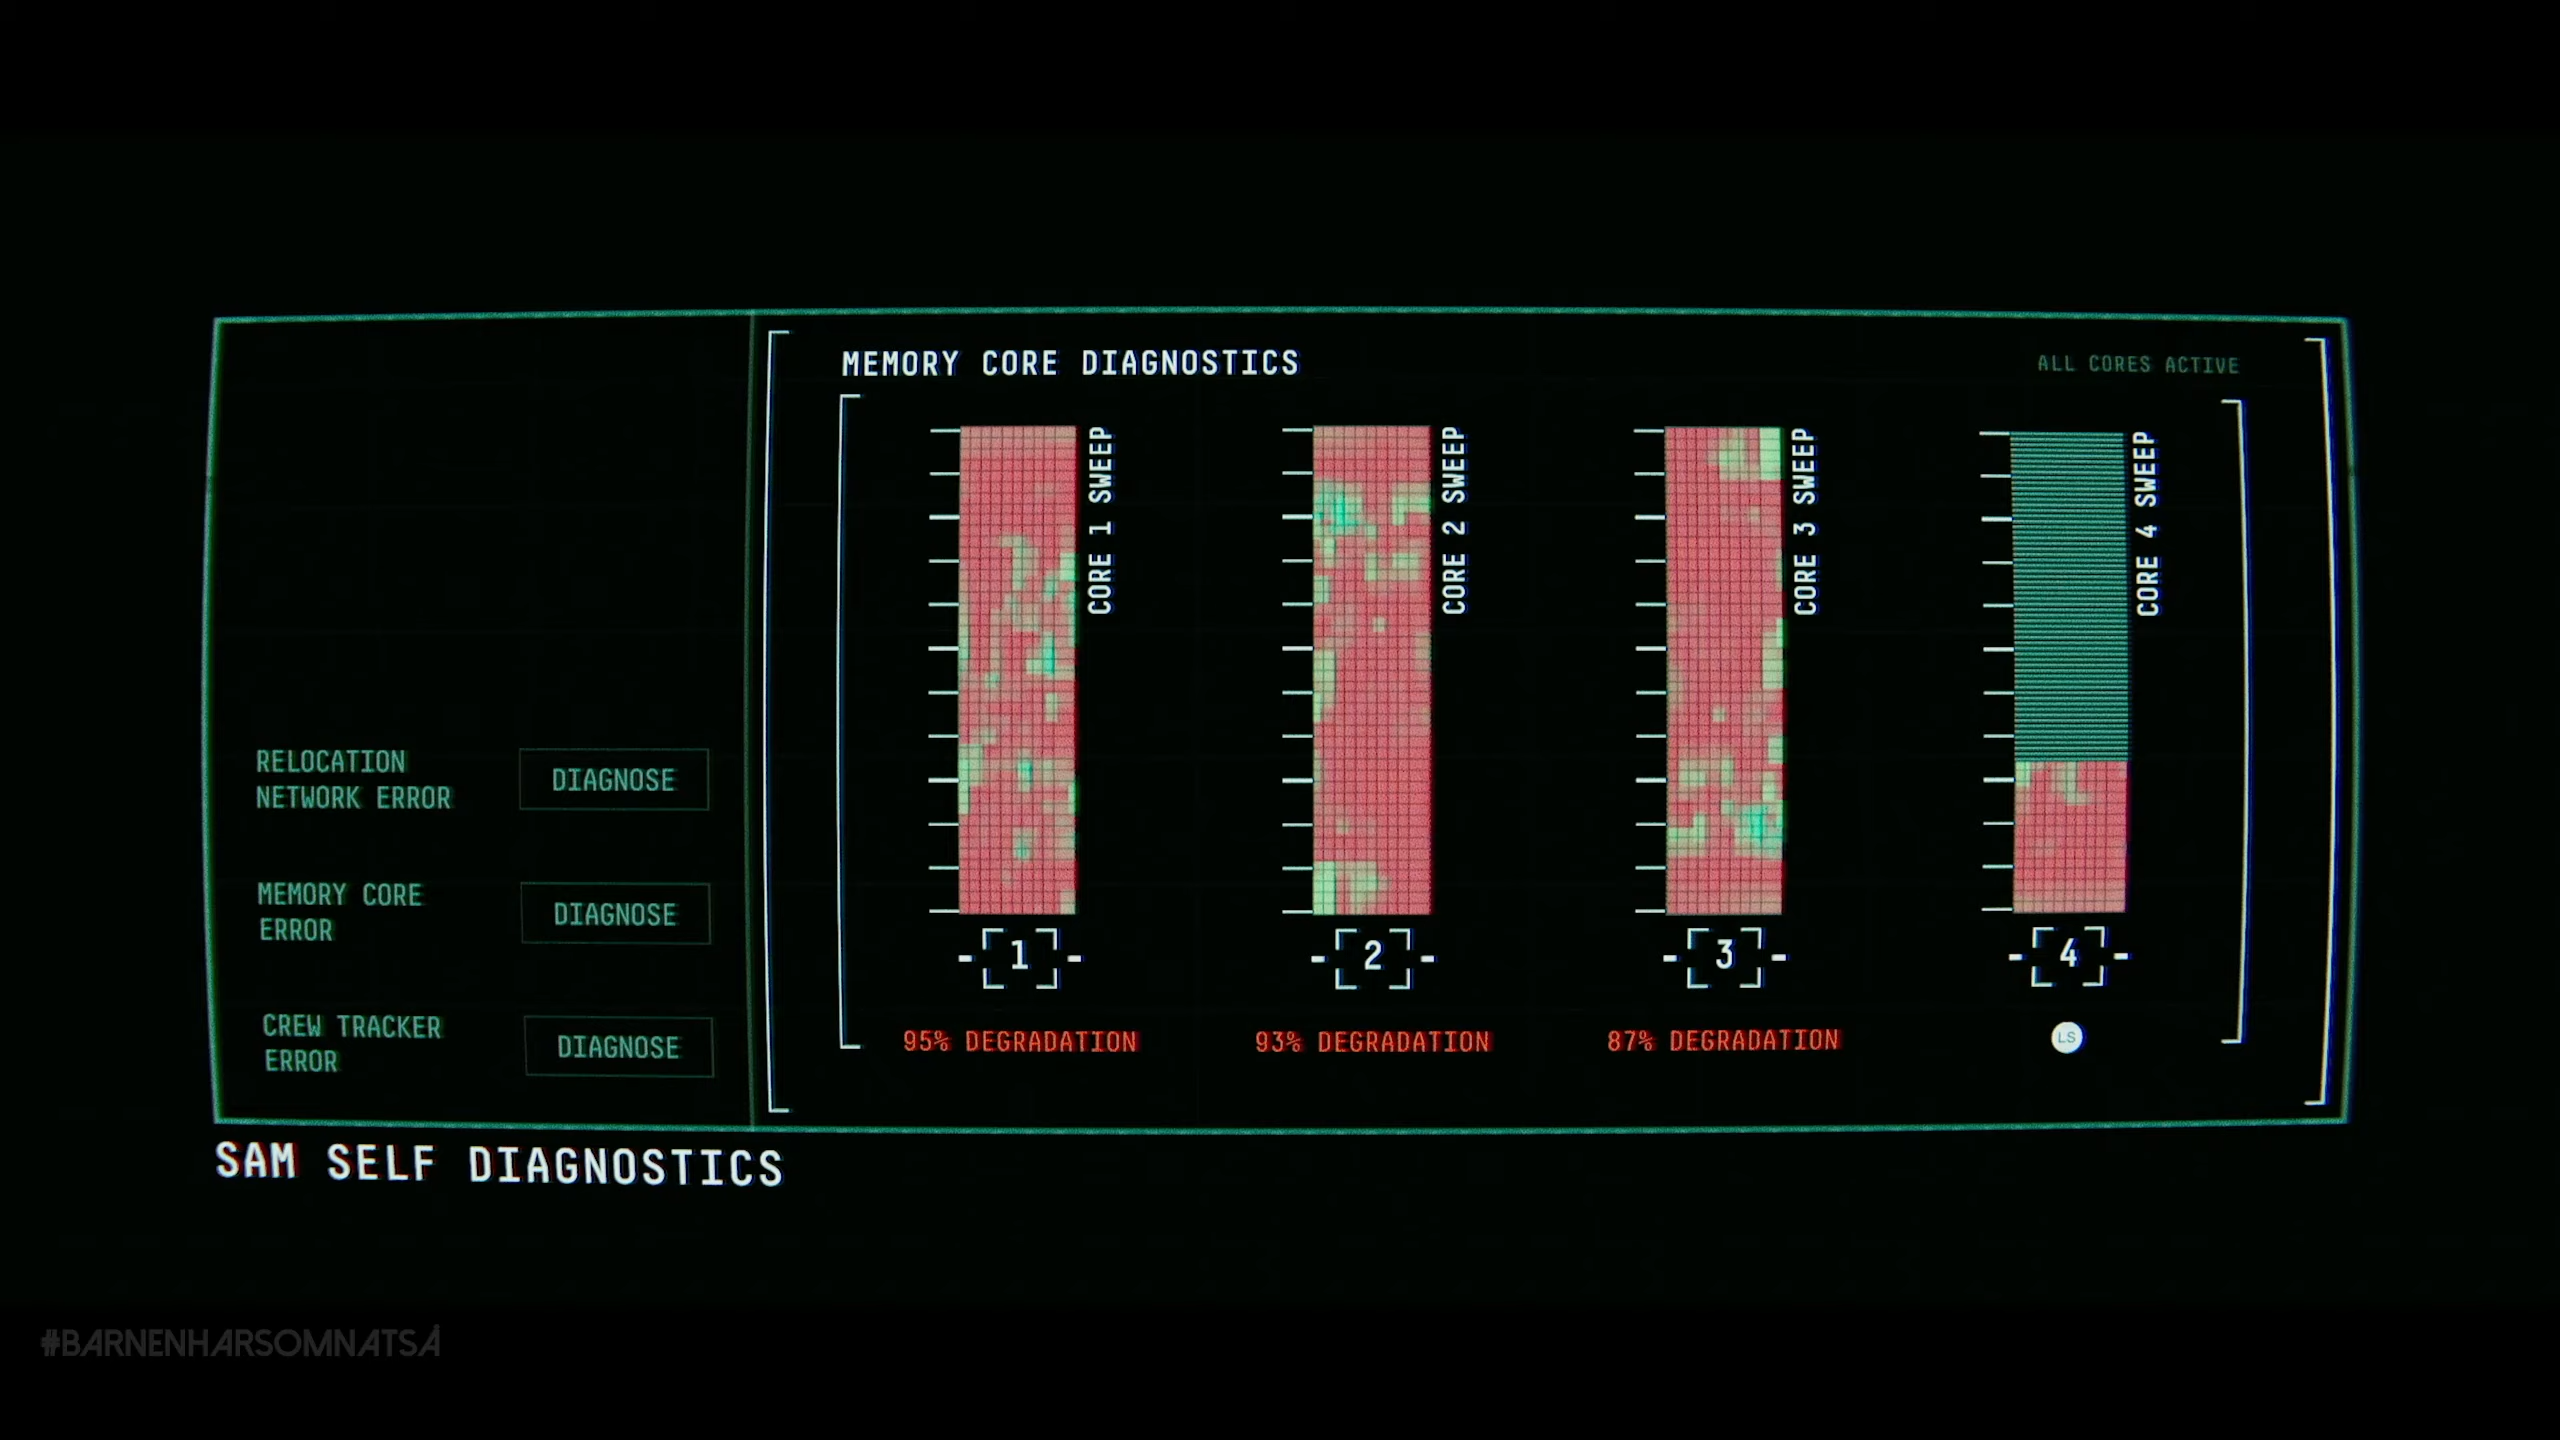 MEMORY CORE DIAGNOSTICS
ALL CORES ACTIVE
CORE 1 SWEEP
CORE 2 SWEEP
CORE 3 SWEEP
CORE 4 SWEEP
RELOCATION
NETWORK ERROR
DIAGNOSE
MEMORY CORE
ERROR
DIAGNOSE
CREW TRACKER
ERROR
DIAGNOSE
1
2
3
4
95% DEGRADATION
93% DEGRADATION
87% DEGRADATION
LS
SAM SELF DIAGNOSTICS
#BARNENHARSOMNATSÅ